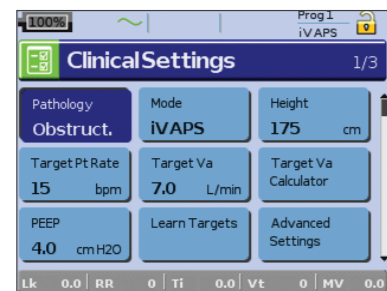 100%
Prog 1
iVAPS
Clinical Settings 1/3
Pathology
Obstruct.
Mode
iVAPS
Height
175 cm
Target Pt Rate
15 bpm
Target Va
7.0 L/min
Target Va
Calculator
PEEP
4.0 cmH2O
Learn Targets
Advanced
Settings
Lk 0.0 RR 0 Ti 0.0 Vt 0 MV 0.0